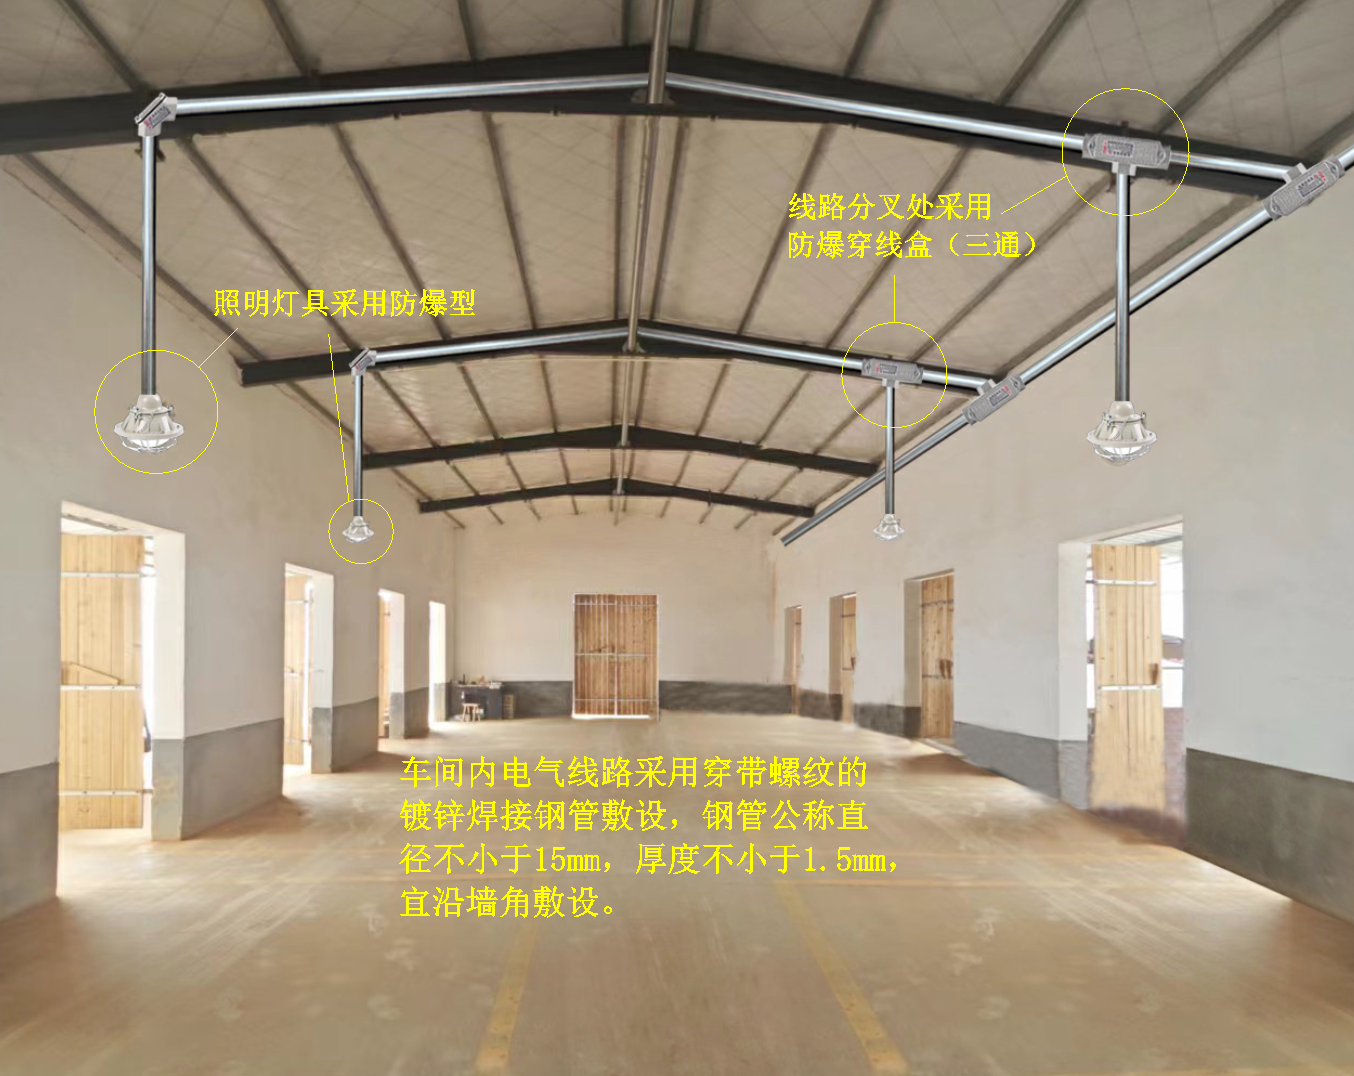 线路分叉处采用
防爆穿线盒（三通）
照明灯具采用防爆型
车间内电气线路采用穿带螺纹的
镀锌焊接钢管敷设，钢管公称直
径不小于15mm，厚度不小于1.5mm，
宜沿墙角敷设。